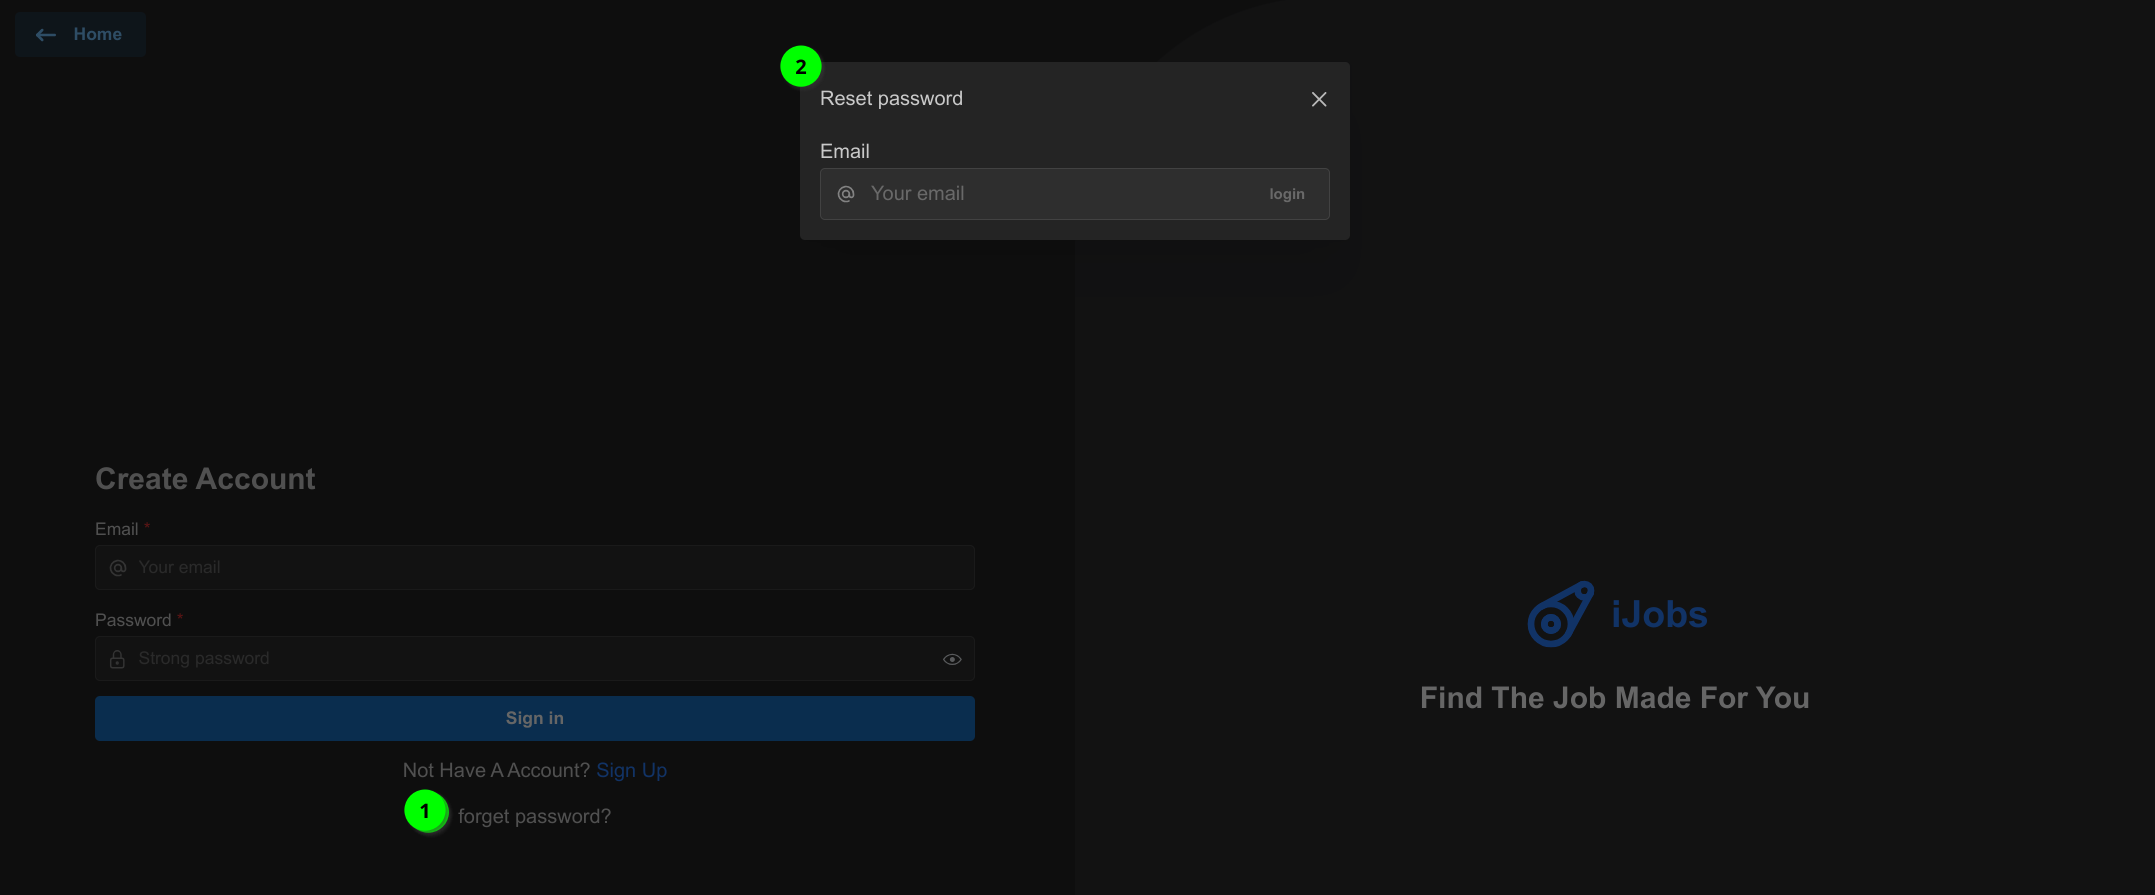 Home
2
Reset password
Email
@ Your email login
Create Account
Email *
@ Your email
Password *
Strong password
Sign in
Not Have A Account? Sign Up
1 forget password?
iJobs
Find The Job Made For You